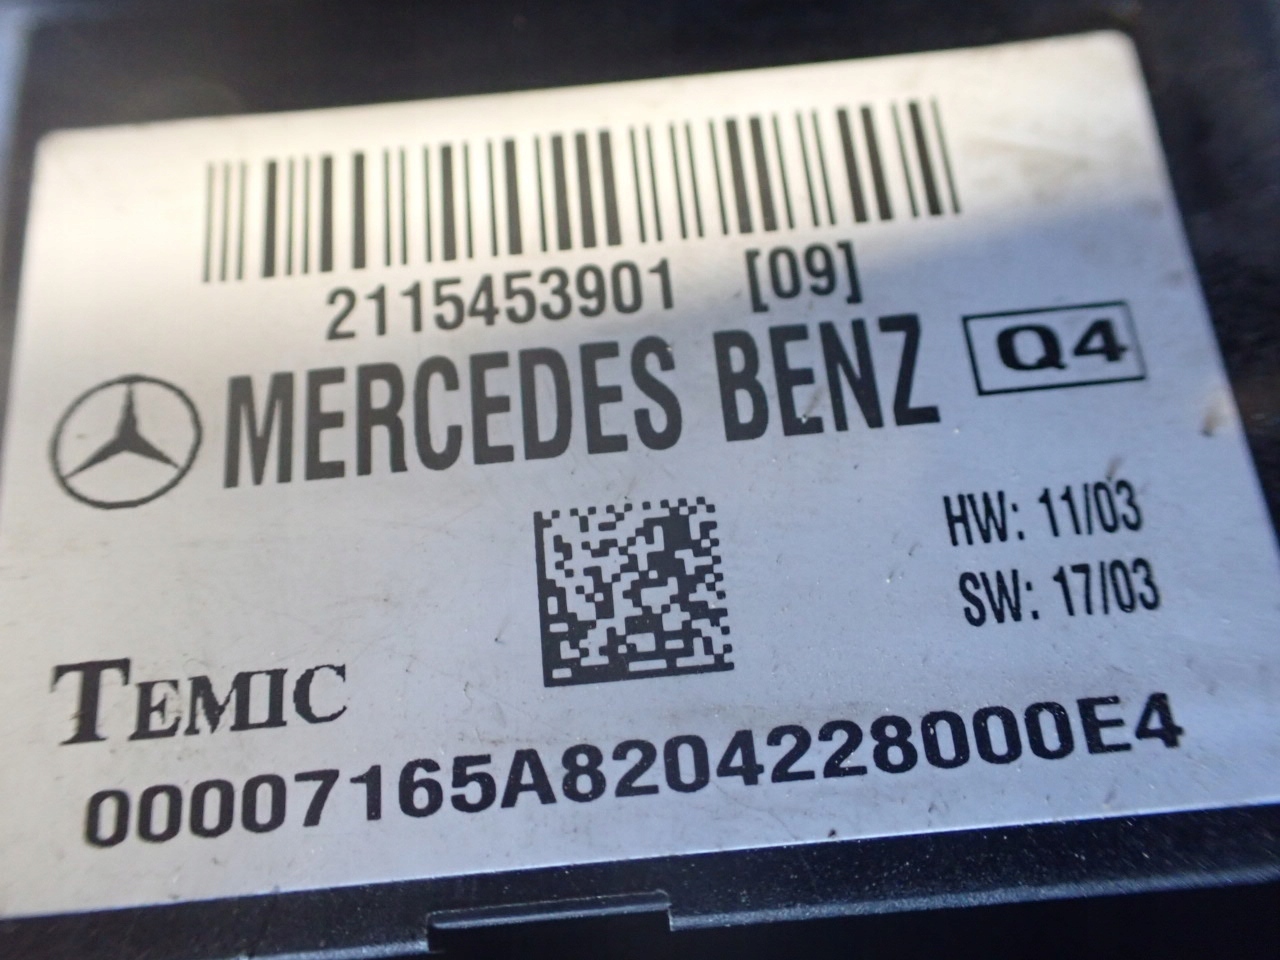 2115453901 [09]
MERCEDES BENZ Q4
HW: 11/03
SW: 17/03
TEMIC
00007165A8204228000E4